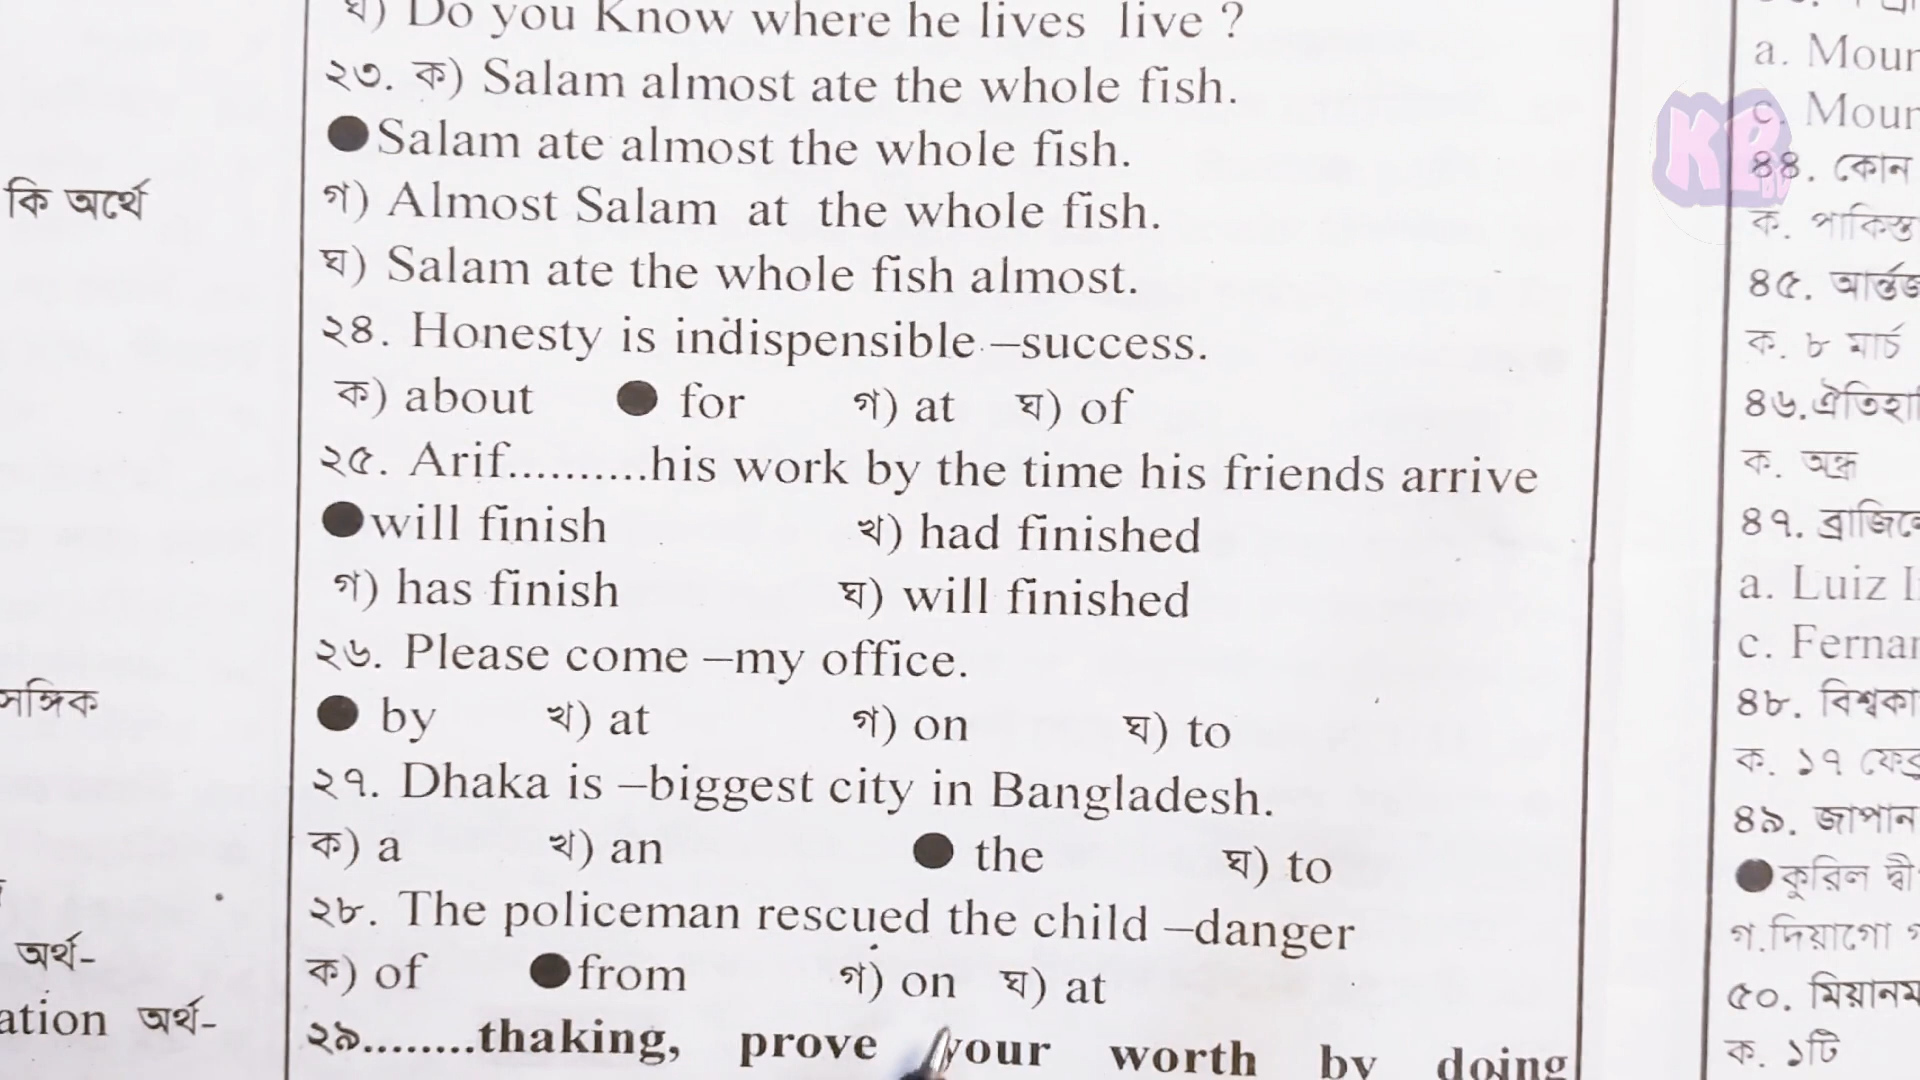 কি অর্থে
সঙ্গিক
অর্থ-
ation অর্থ-
ঘ) Do you Know where he lives live ?
২৩. ক) Salam almost ate the whole fish.
Salam ate almost the whole fish.
গ) Almost Salam at the whole fish.
ঘ) Salam ate the whole fish almost.
২৪. Honesty is indispensible –success.
ক) about for গ) at ঘ) of
২৫. Arif..........his work by the time his friends arrive
will finish খ) had finished
গ) has finish ঘ) will finished
২৬. Please come –my office.
by খ) at গ) on ঘ) to
২৭. Dhaka is –biggest city in Bangladesh.
ক) a খ) an the ঘ) to
২৮. The policeman rescued the child –danger
ক) of from গ) on ঘ) at
২৯........thaking, prove your worth by doing
a. Moun
c. Moun
KB
৪৪. কোন
ক. পাকিস্ত
৪৫. আর্ন্তজ
ক. ৮ মার্চ
৪৬.ঐতিহা
ক. অন্ধ্র
৪৭. ব্রাজিলে
a. Luiz I
c. Fernan
৪৮. বিশ্বকা
ক. ১৭ ফেব্রু
৪৯. জাপান
কুরিল দ্বী
গ.দিয়াগো গ
৫০. মিয়ানম
ক. ১টি